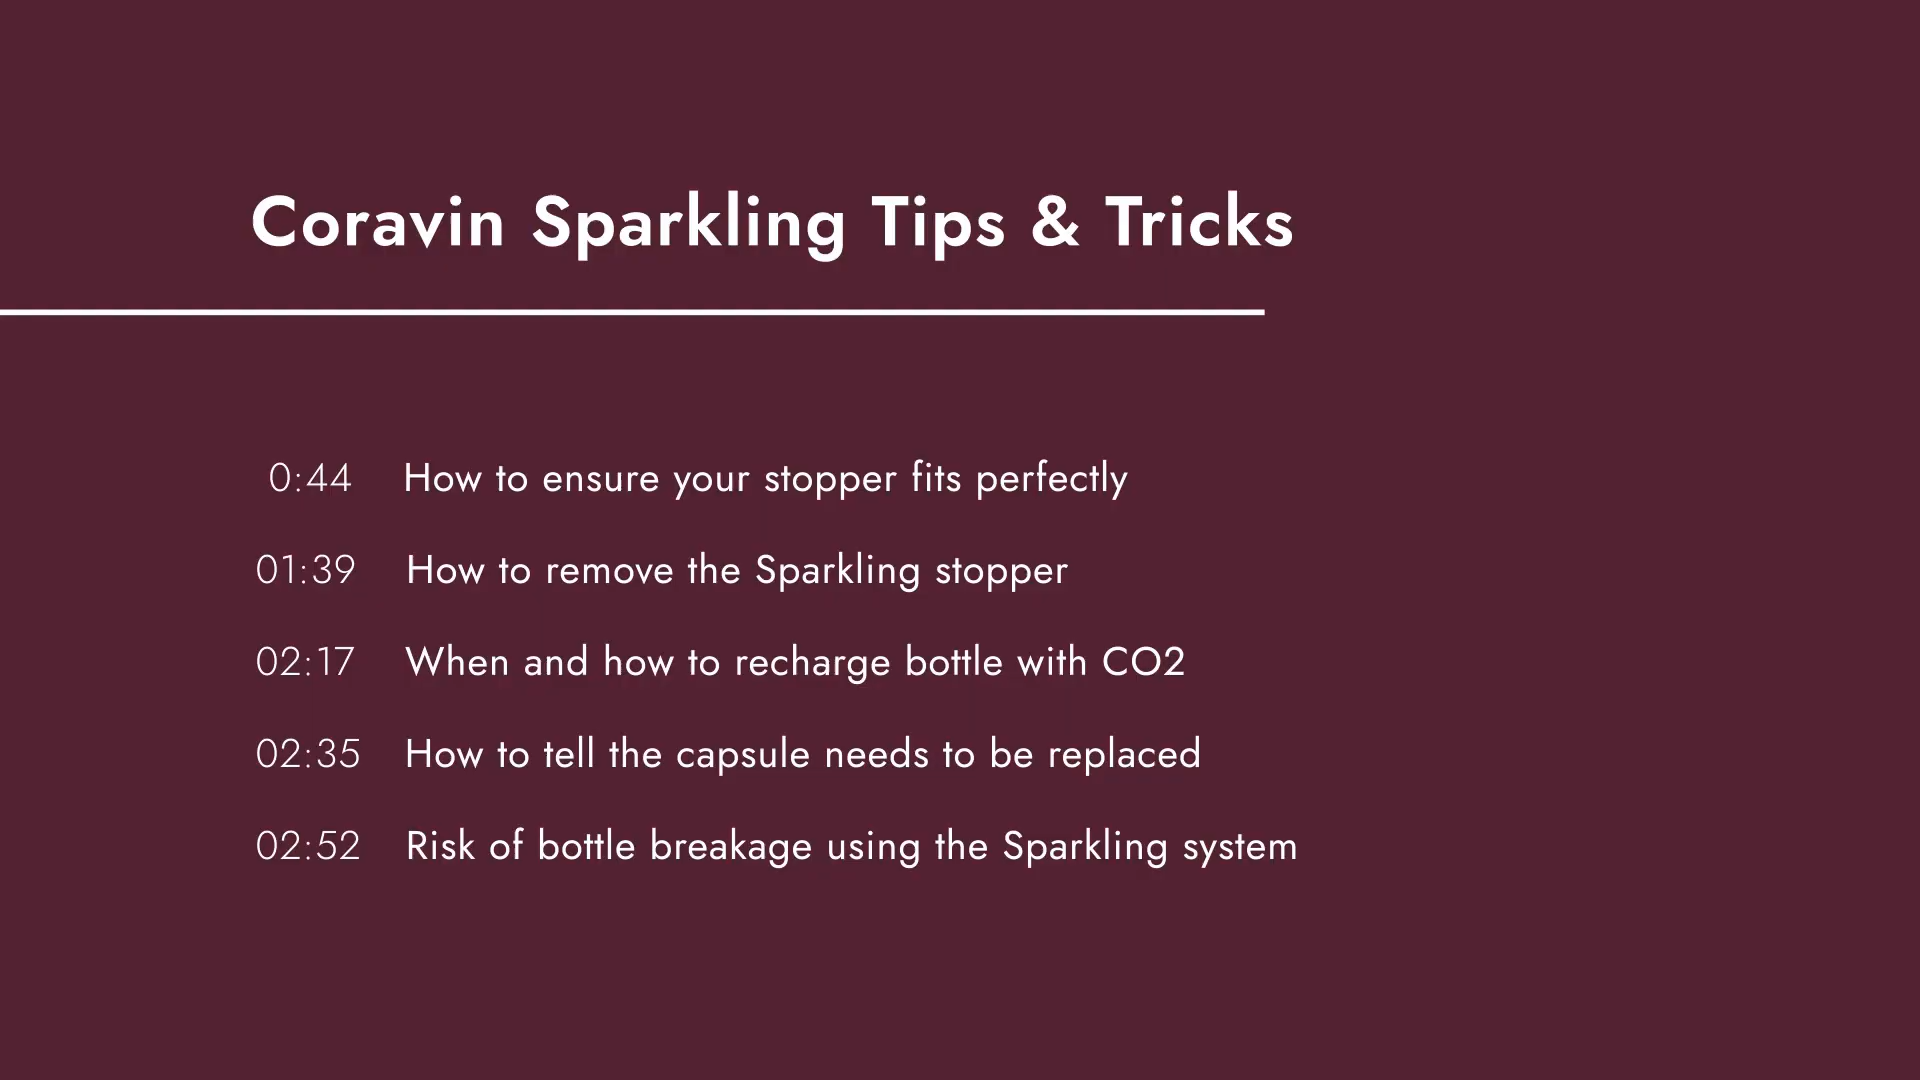 Coravin Sparkling Tips & Tricks
0:44 How to ensure your stopper fits perfectly
01:39 How to remove the Sparkling stopper
02:17 When and how to recharge bottle with CO2
02:35 How to tell the capsule needs to be replaced
02:52 Risk of bottle breakage using the Sparkling system